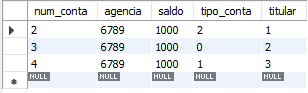 num_conta agencia saldo tipo_conta titular
2 6789 1000 2 1
3 6789 1000 0 2
4 6789 1000 1 3
NULL NULL NULL NULL NULL